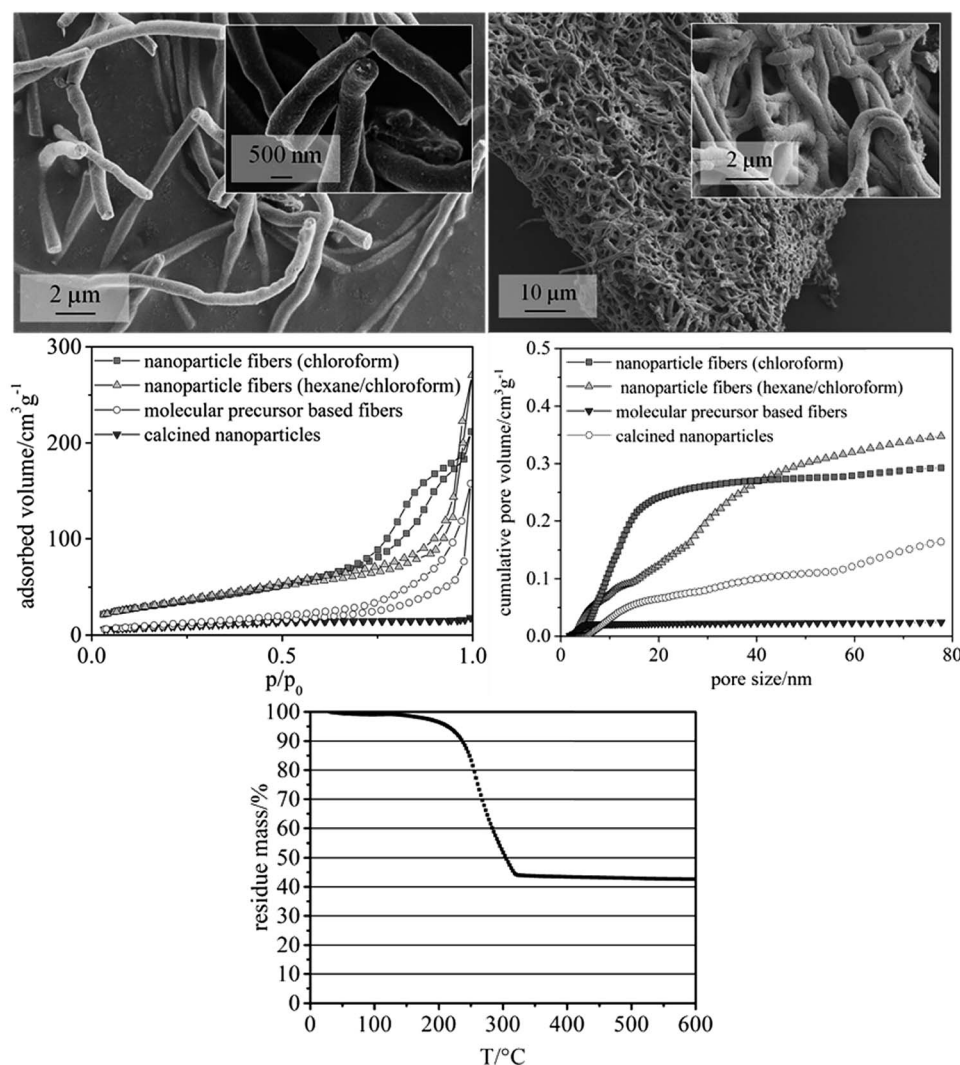 500 nm
2 µm
2 µm
10 µm
300
200
100
0
0.0
0.5
1.0
adsorbed volume/cm³g⁻¹
p/p₀
nanoparticle fibers (chloroform)
nanoparticle fibers (hexane/chloroform)
molecular precursor based fibers
calcined nanoparticles
0.5
0.4
0.3
0.2
0.1
0.0
0
20
40
60
80
cumulative pore volume/cm³g⁻¹
pore size/nm
nanoparticle fibers (chloroform)
nanoparticle fibers (hexane/chloroform)
molecular precursor based fibers
calcined nanoparticles
100
90
80
70
60
50
40
30
20
10
0
0
100
200
300
400
500
600
residue mass/%
T/°C